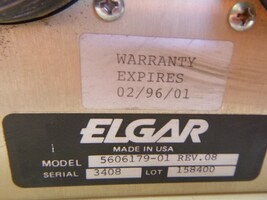 WARRANTY
EXPIRES
02/96/01
ELGAR
MADE IN USA
MODEL 5606179-01 REV.08
SERIAL 3408 LOT 158400